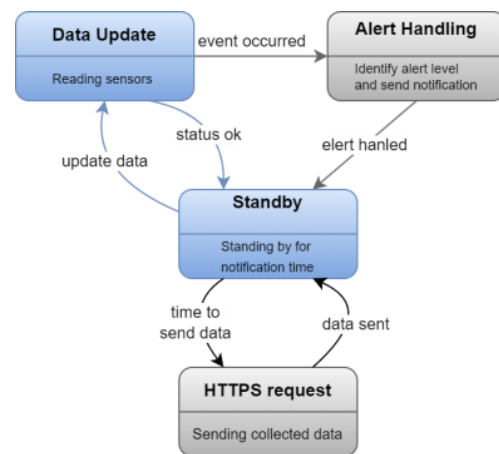 Data Update
Reading sensors
event occurred
Alert Handling
Identify alert level
and send notification
status ok
update data
elert hanled
Standby
Standing by for
notification time
time to
send data
data sent
HTTPS request
Sending collected data